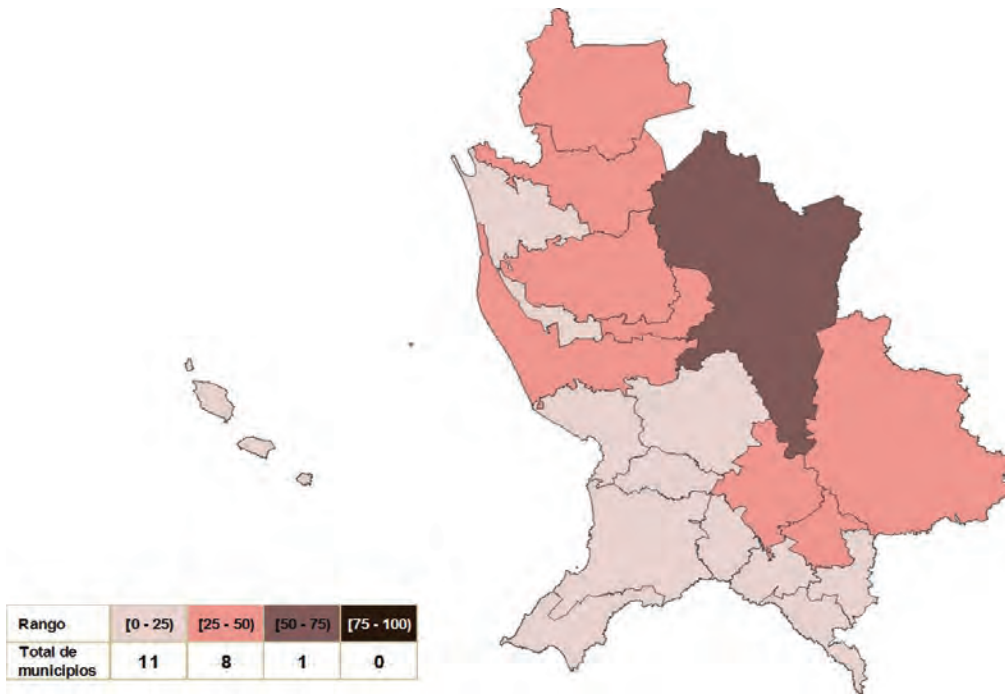 Rango [0 - 25) [25 - 50) [50 - 75) [75 - 100)
Total de
municipios 11 8 1 0